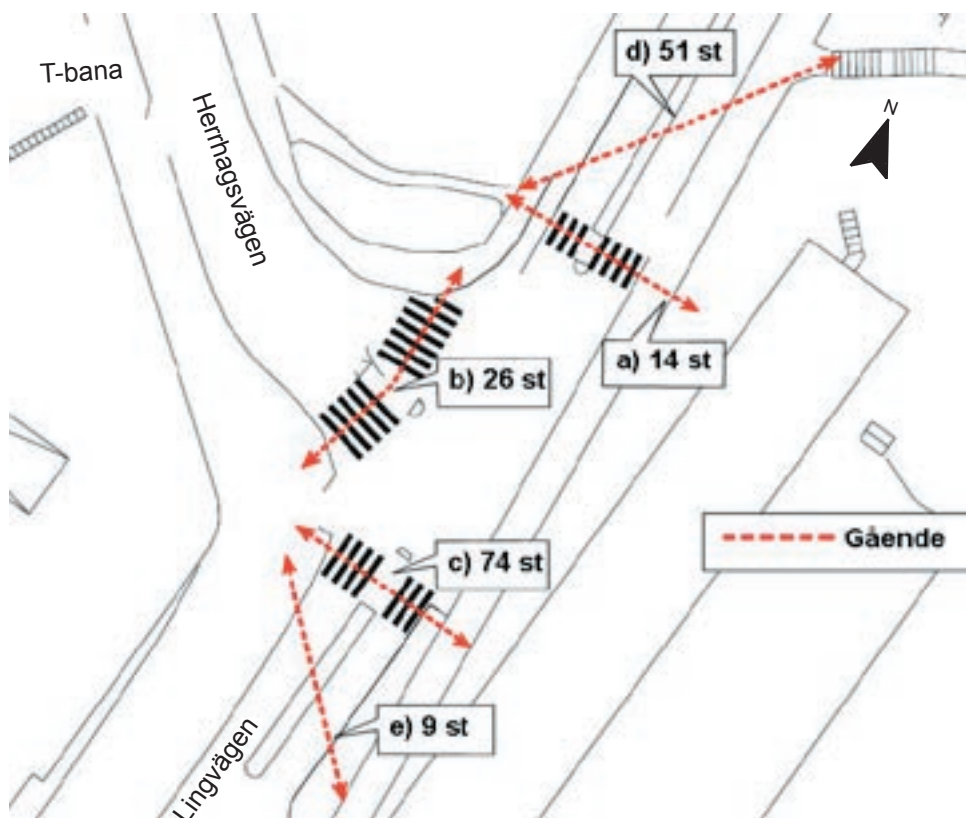 T-bana
Herrhagsvägen
d) 51 st
N
a) 14 st
b) 26 st
Gående
c) 74 st
e) 9 st
Lingvägen